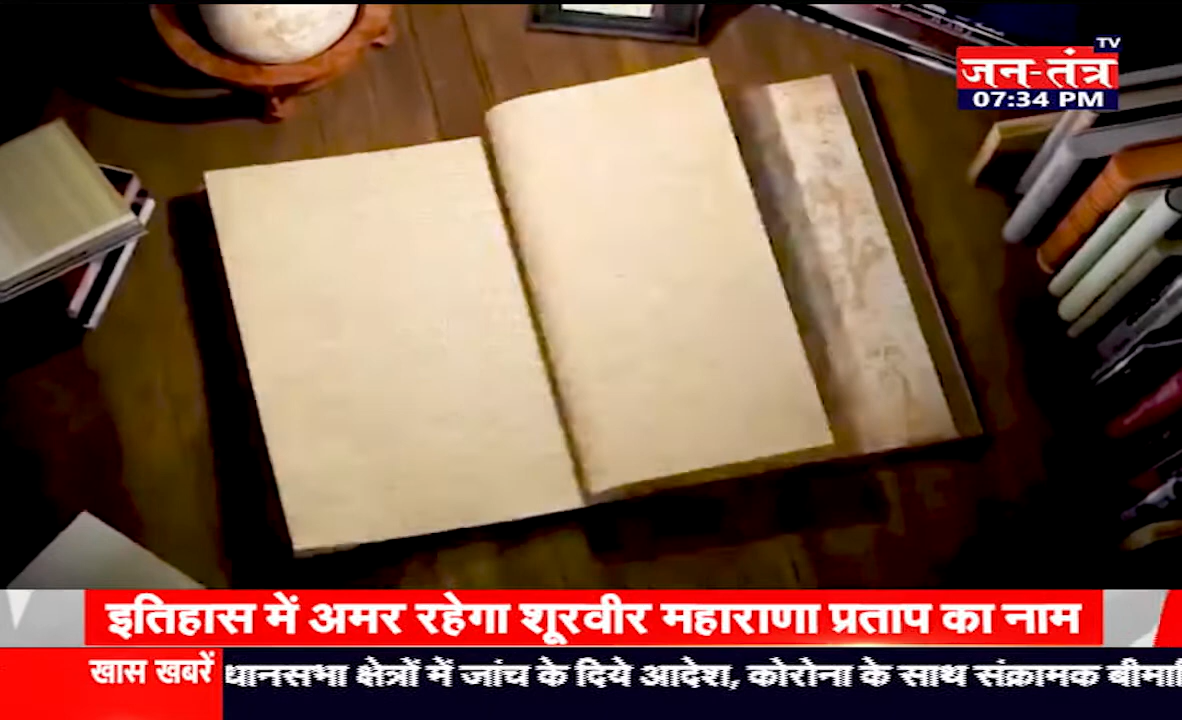 TV
जन-तंत्र
07:34 PM
इतिहास में अमर रहेगा शूरवीर महाराणा प्रताप का नाम
खास खबरें
धानसभा क्षेत्रों में जांच के दिये आदेश, कोरोना के साथ संक्रामक बीमारि